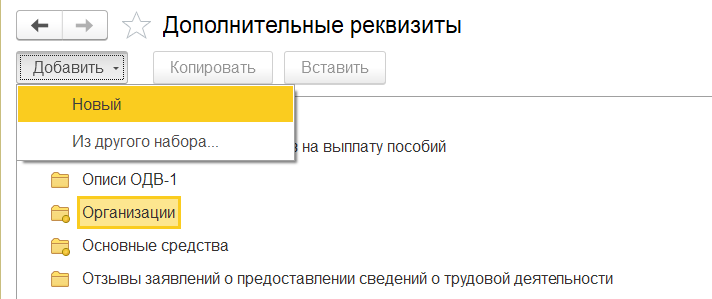 Дополнительные реквизиты
Добавить Копировать Вставить
Новый
Из другого набора...
в на выплату пособий
Описи ОДВ-1
Организации
Основные средства
Отзывы заявлений о предоставлении сведений о трудовой деятельности